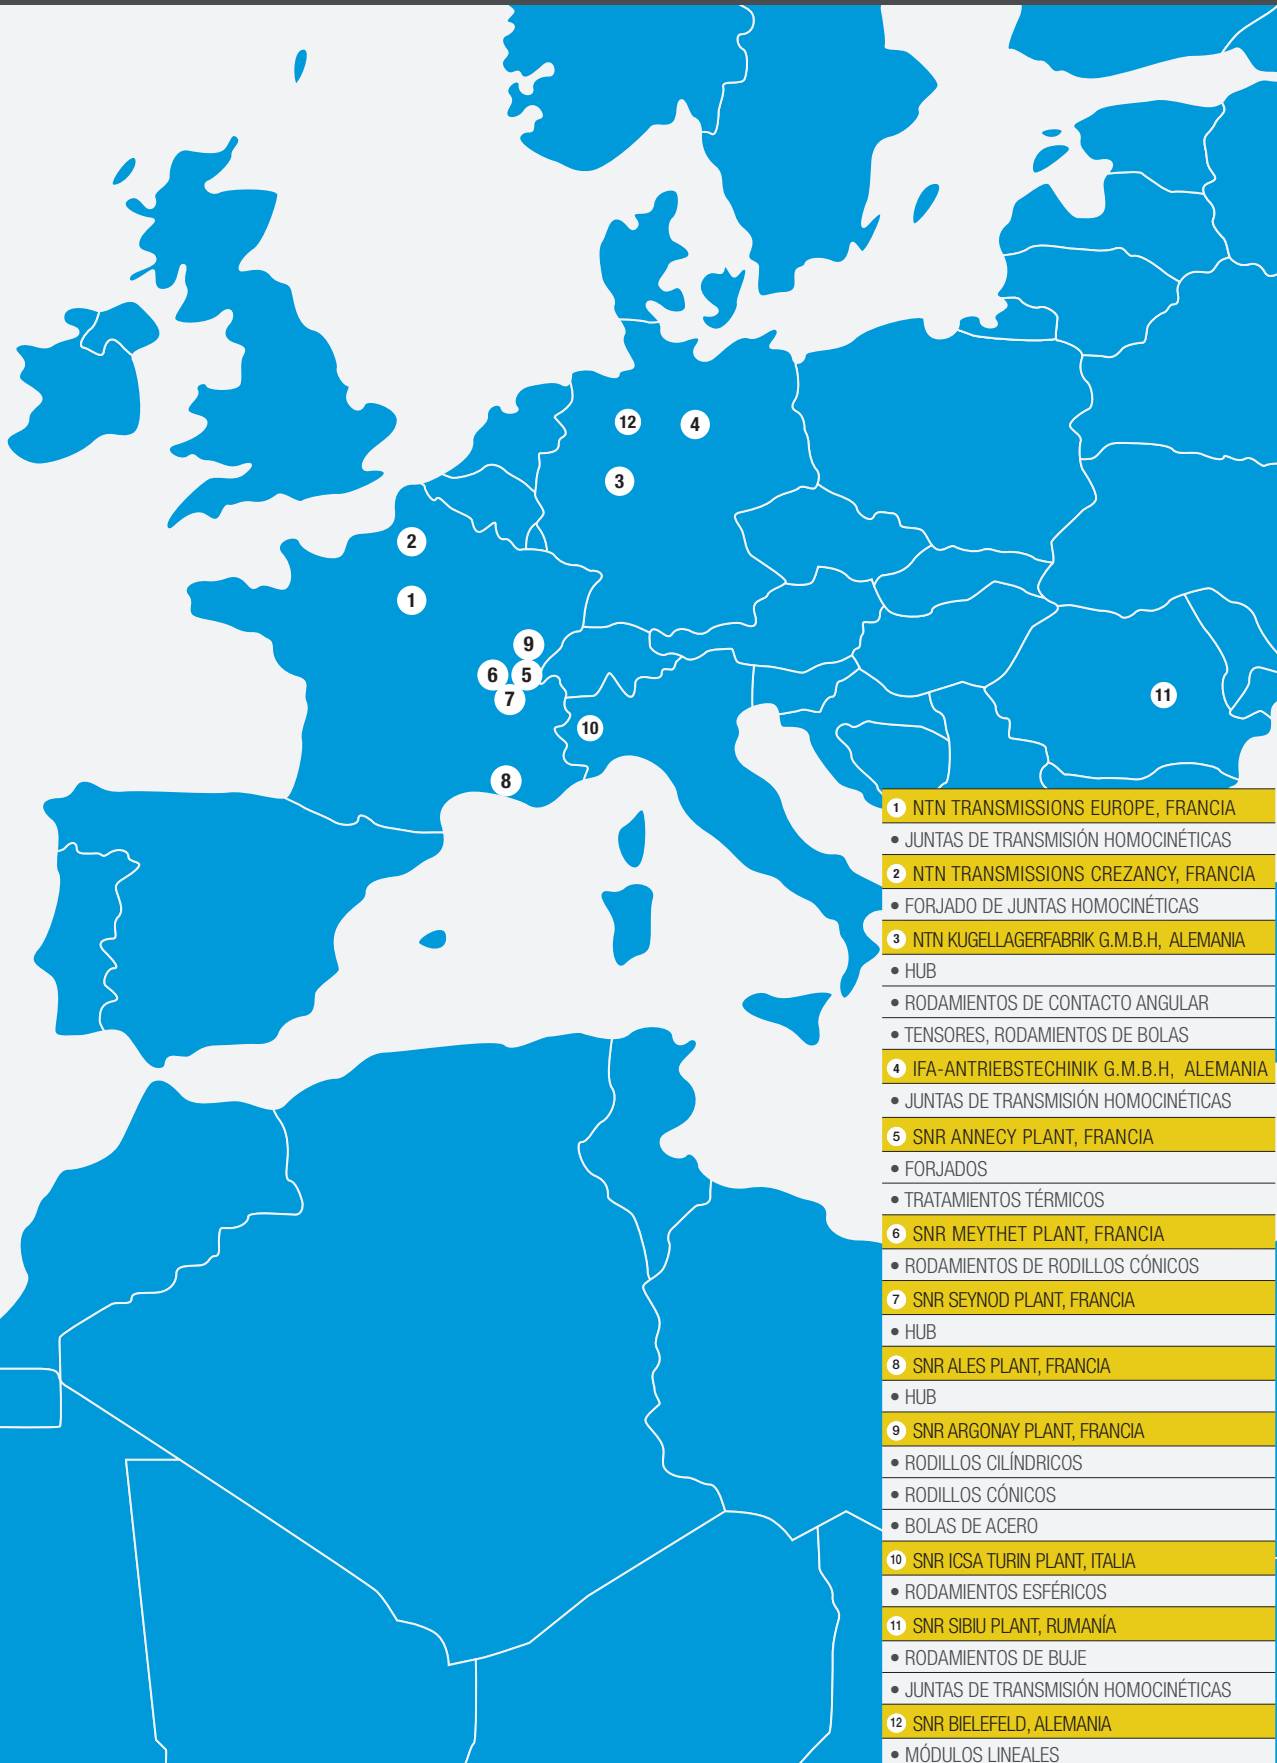 12
4
3
2
1
9
6
5
7
11
10
8
1 NTN TRANSMISSIONS EUROPE, FRANCIA
• JUNTAS DE TRANSMISIÓN HOMOCINÉTICAS
2 NTN TRANSMISSIONS CREZANCY, FRANCIA
• FORJADO DE JUNTAS HOMOCINÉTICAS
3 NTN KUGELLAGERFABRIK G.M.B.H, ALEMANIA
• HUB
• RODAMIENTOS DE CONTACTO ANGULAR
• TENSORES, RODAMIENTOS DE BOLAS
4 IFA-ANTRIEBSTECHINIK G.M.B.H, ALEMANIA
• JUNTAS DE TRANSMISIÓN HOMOCINÉTICAS
5 SNR ANNECY PLANT, FRANCIA
• FORJADOS
• TRATAMIENTOS TÉRMICOS
6 SNR MEYTHET PLANT, FRANCIA
• RODAMIENTOS DE RODILLOS CÓNICOS
7 SNR SEYNOD PLANT, FRANCIA
• HUB
8 SNR ALES PLANT, FRANCIA
• HUB
9 SNR ARGONAY PLANT, FRANCIA
• RODILLOS CILÍNDRICOS
• RODILLOS CÓNICOS
• BOLAS DE ACERO
10 SNR ICSA TURIN PLANT, ITALIA
• RODAMIENTOS ESFÉRICOS
11 SNR SIBIU PLANT, RUMANÍA
• RODAMIENTOS DE BUJE
• JUNTAS DE TRANSMISIÓN HOMOCINÉTICAS
12 SNR BIELEFELD, ALEMANIA
• MÓDULOS LINEALES